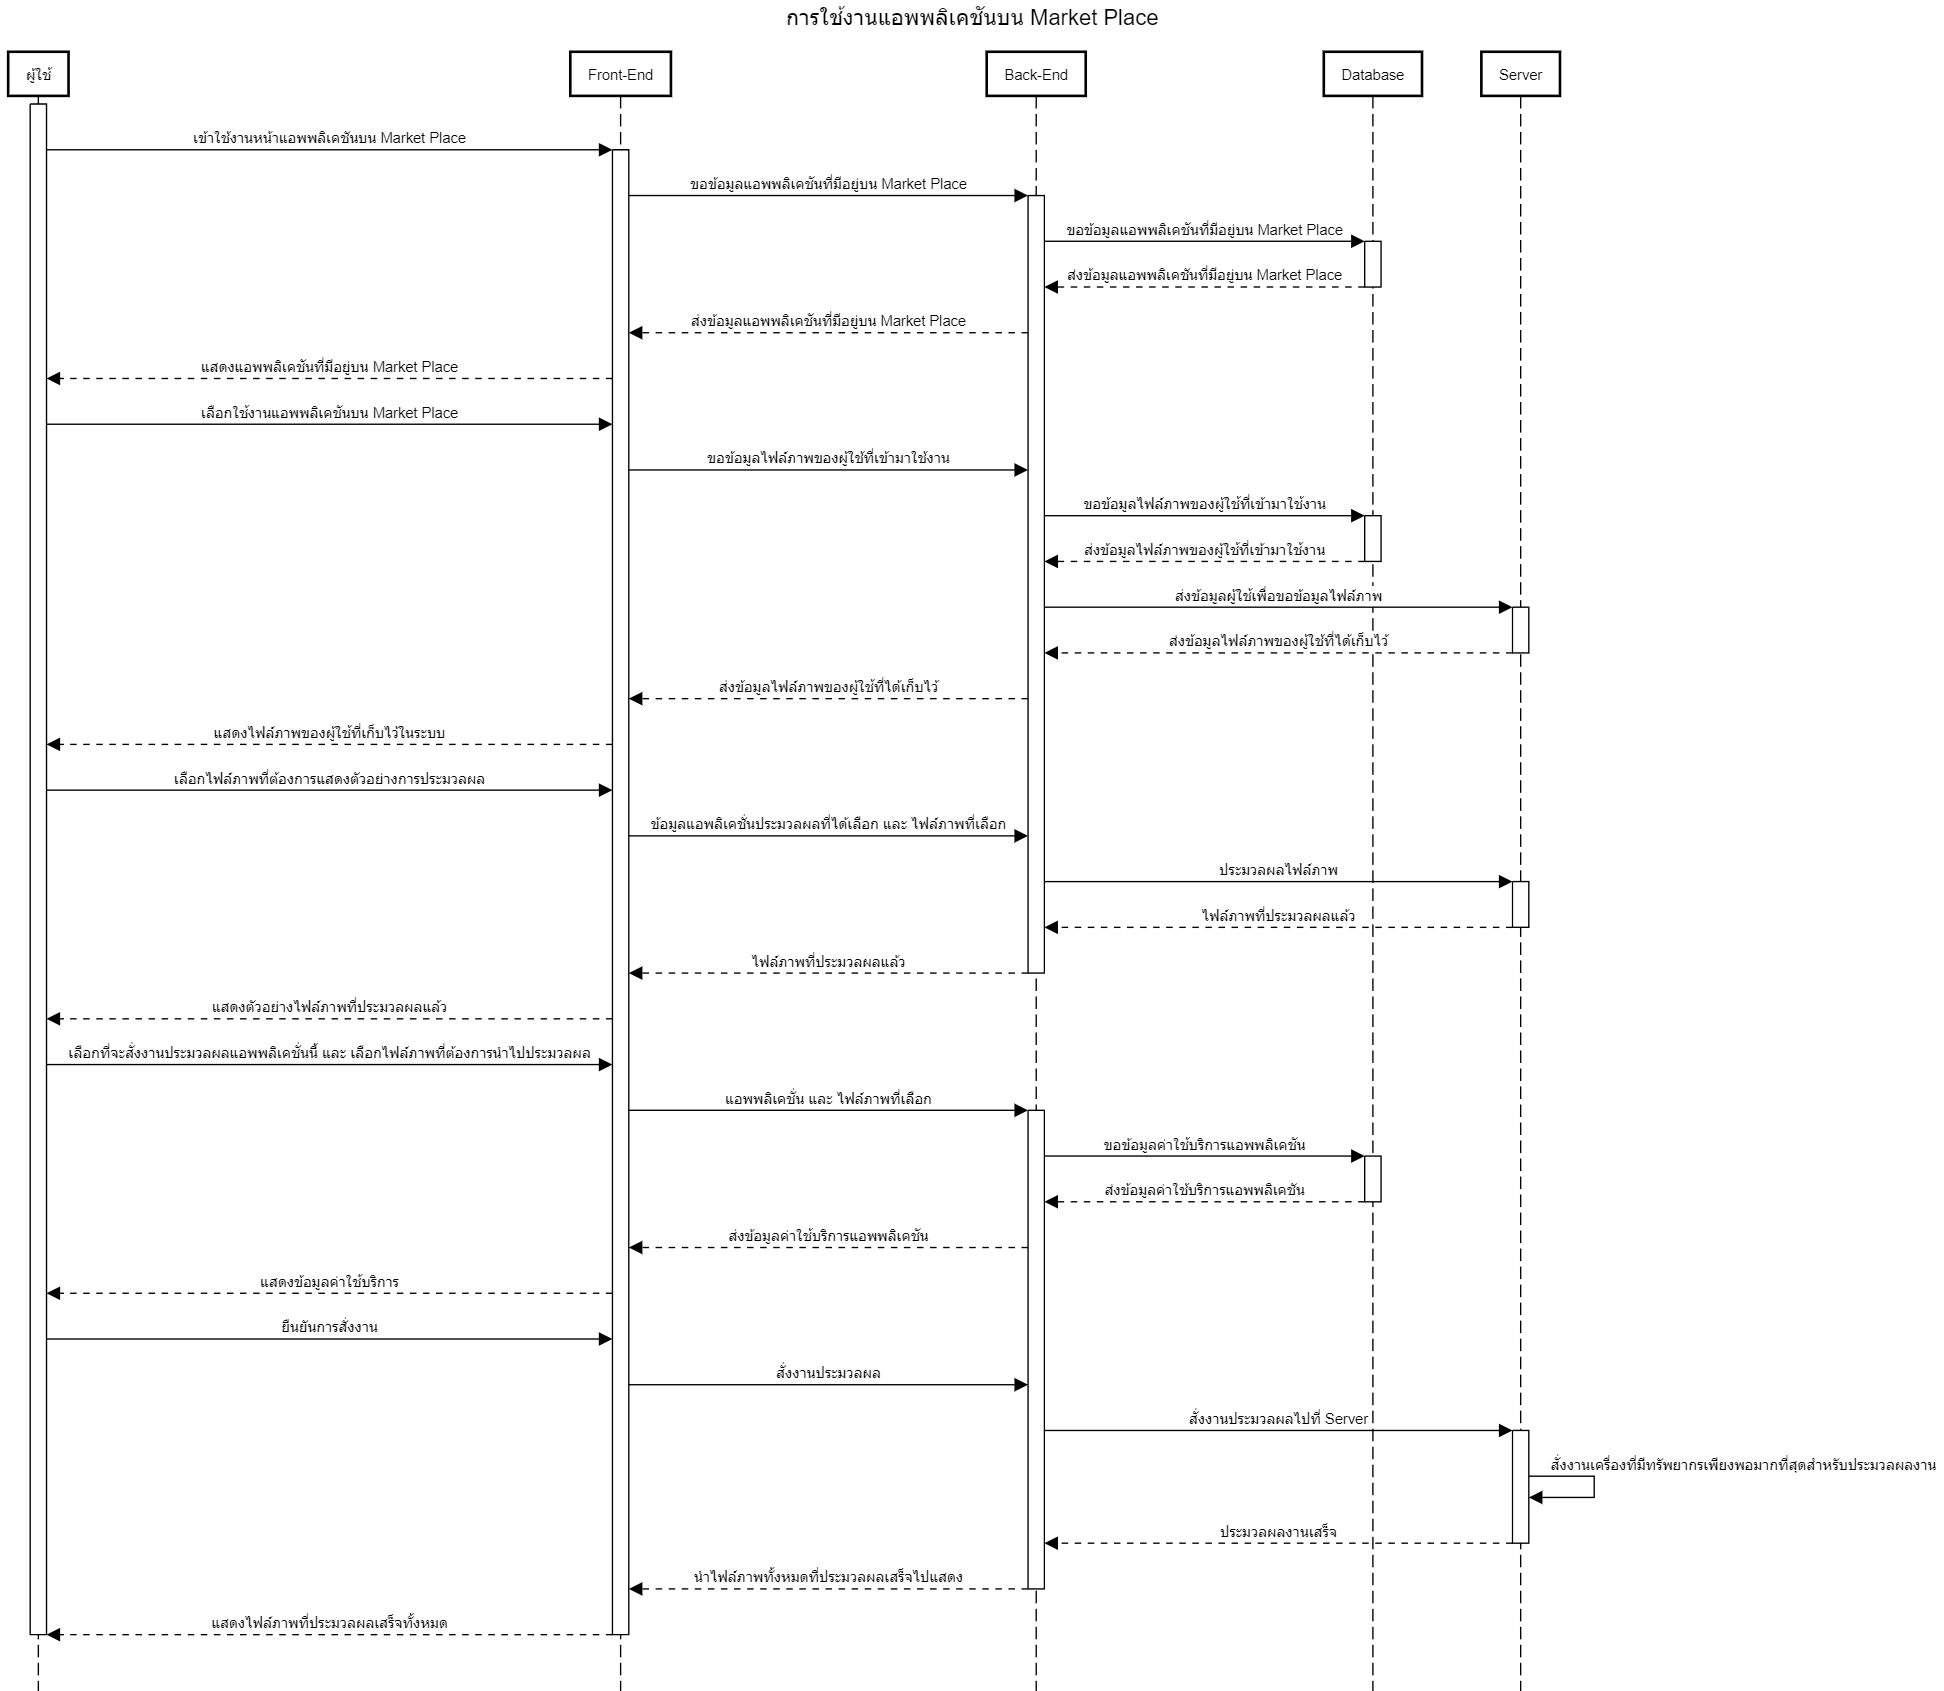 การใช้งานแอพพลิเคชันบน Market Place
ผู้ใช้
Front-End
Back-End
Database
Server
เข้าใช้งานหน้าแอพพลิเคชันบน Market Place
ขอข้อมูลแอพพลิเคชันที่มีอยู่บน Market Place
ขอข้อมูลแอพพลิเคชันที่มีอยู่บน Market Place
ส่งข้อมูลแอพพลิเคชันที่มีอยู่บน Market Place
ส่งข้อมูลแอพพลิเคชันที่มีอยู่บน Market Place
แสดงแอพพลิเคชันที่มีอยู่บน Market Place
เลือกใช้งานแอพพลิเคชันบน Market Place
ขอข้อมูลไฟล์ภาพของผู้ใช้ที่เข้ามาใช้งาน
ขอข้อมูลไฟล์ภาพของผู้ใช้ที่เข้ามาใช้งาน
ส่งข้อมูลไฟล์ภาพของผู้ใช้ที่เข้ามาใช้งาน
ส่งข้อมูลผู้ใช้เพื่อขอข้อมูลไฟล์ภาพ
ส่งข้อมูลไฟล์ภาพของผู้ใช้ที่ได้เก็บไว้
ส่งข้อมูลไฟล์ภาพของผู้ใช้ที่ได้เก็บไว้
แสดงไฟล์ภาพของผู้ใช้ที่เก็บไว้ในระบบ
เลือกไฟล์ภาพที่ต้องการแสดงตัวอย่างการประมวลผล
ข้อมูลแอพลิเคชั่นประมวลผลที่ได้เลือก และ ไฟล์ภาพที่เลือก
ประมวลผลไฟล์ภาพ
ไฟล์ภาพที่ประมวลผลแล้ว
ไฟล์ภาพที่ประมวลผลแล้ว
แสดงตัวอย่างไฟล์ภาพที่ประมวลผลแล้ว
เลือกที่จะสั่งงานประมวลผลแอพพลิเคชั่นนี้ และ เลือกไฟล์ภาพที่ต้องการนำไปประมวลผล
แอพพลิเคชั่น และ ไฟล์ภาพที่เลือก
ขอข้อมูลค่าใช้บริการแอพพลิเคชัน
ส่งข้อมูลค่าใช้บริการแอพพลิเคชัน
ส่งข้อมูลค่าใช้บริการแอพพลิเคชัน
แสดงข้อมูลค่าใช้บริการ
ยืนยันการสั่งงาน
สั่งงานประมวลผล
สั่งงานประมวลผลไปที่ Server
สั่งงานเครื่องที่มีทรัพยากรเพียงพอมากที่สุดสำหรับประมวลผลงาน
ประมวลผลงานเสร็จ
นำไฟล์ภาพทั้งหมดที่ประมวลผลเสร็จไปแสดง
แสดงไฟล์ภาพที่ประมวลผลเสร็จทั้งหมด